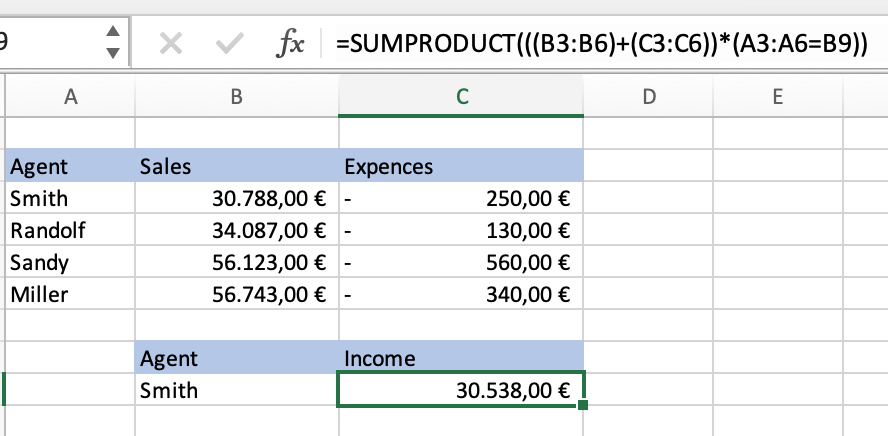 9 fx =SUMPRODUCT(((B3:B6)+(C3:C6))*(A3:A6=B9))
A B C D E
Agent Sales Expences
Smith 30.788,00 € - 250,00 €
Randolf 34.087,00 € - 130,00 €
Sandy 56.123,00 € - 560,00 €
Miller 56.743,00 € - 340,00 €
Agent Income
Smith 30.538,00 €